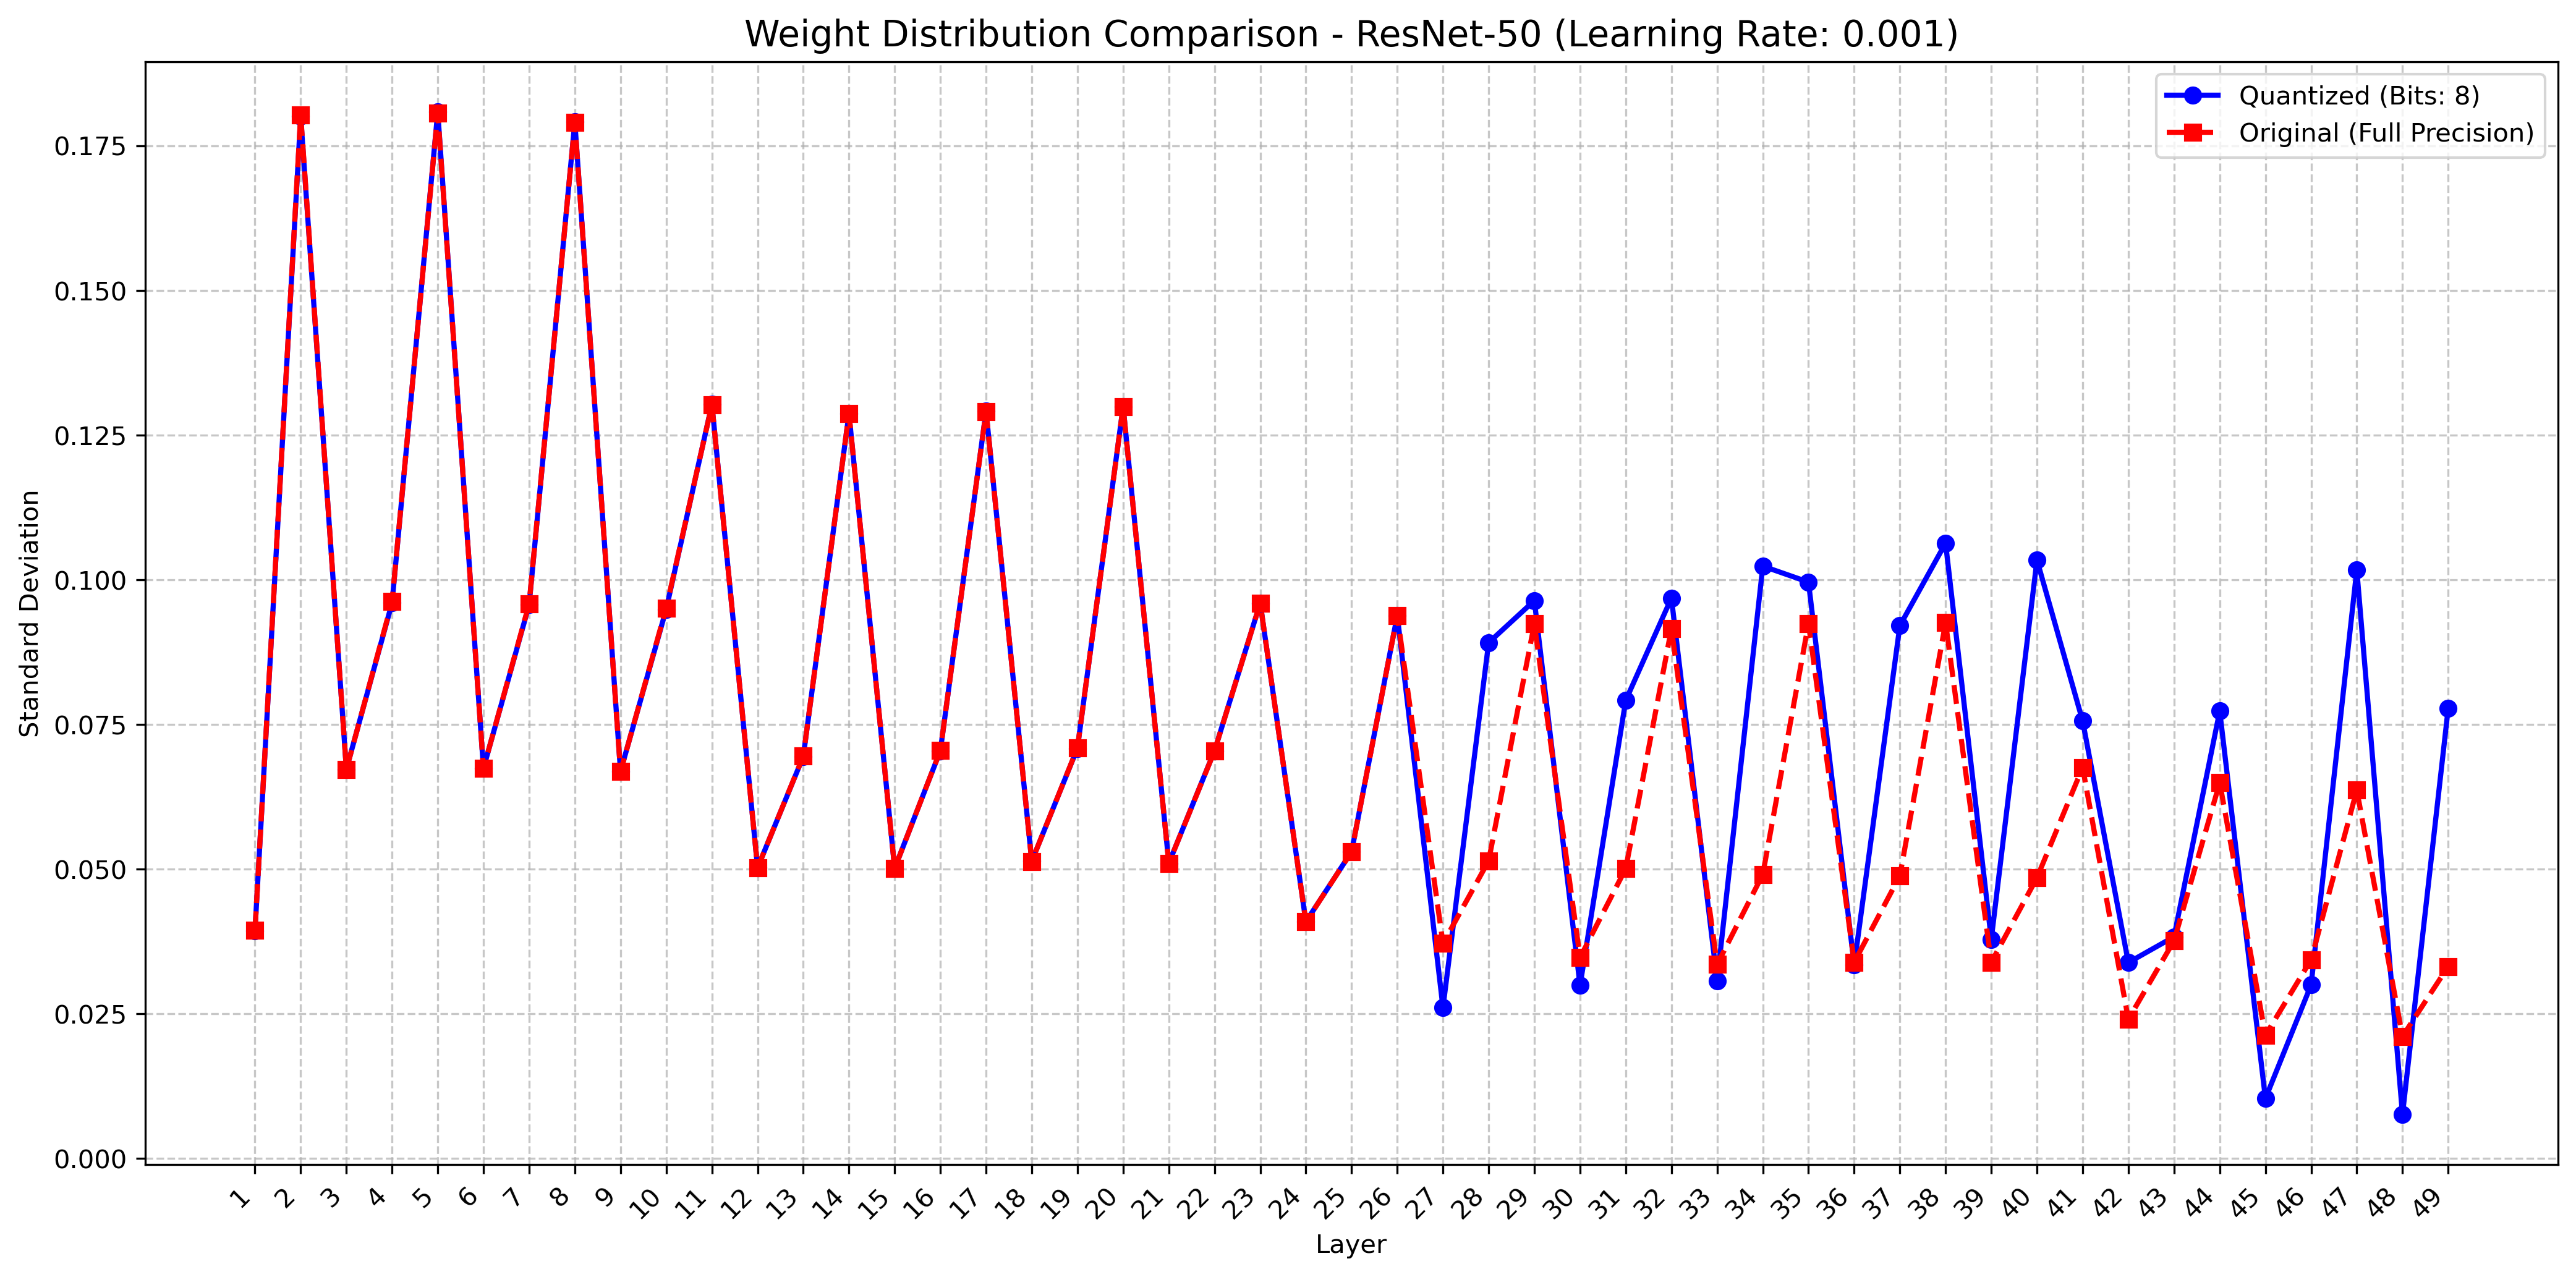 Weight Distribution Comparison - ResNet-50 (Learning Rate: 0.001)
Quantized (Bits: 8)
Original (Full Precision)
Standard Deviation
0.175
0.150
0.125
0.100
0.075
0.050
0.025
0.000
1 2 3 4 5 6 7 8 9 10 11 12 13 14 15 16 17 18 19 20 21 22 23 24 25 26 27 28 29 30 31 32 33 34 35 36 37 38 39 40 41 42 43 44 45 46 47 48 49
Layer